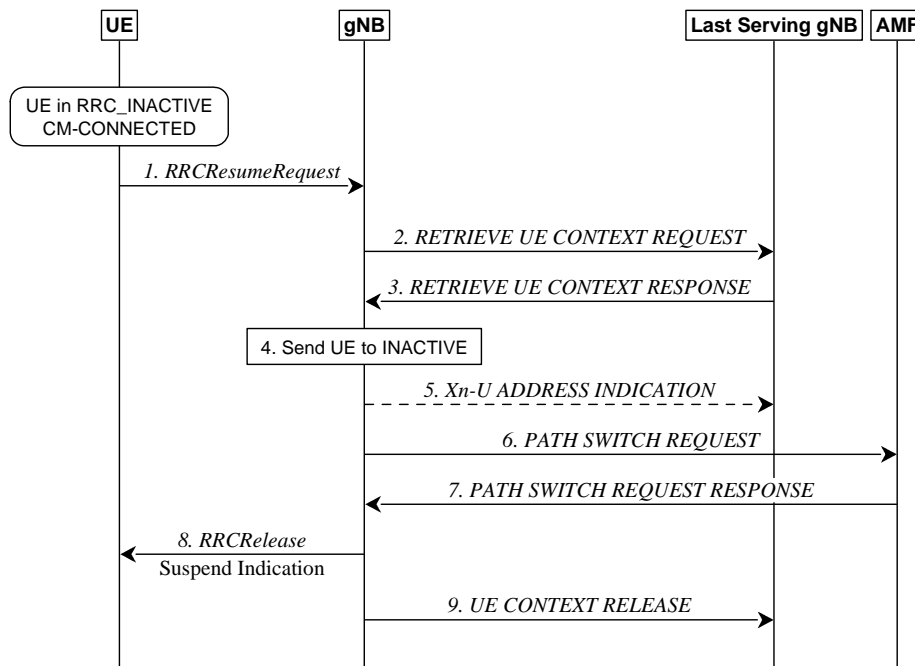 UE
gNB
Last Serving gNB
AMF
UE in RRC_INACTIVE
CM-CONNECTED
1. RRCResumeRequest
2. RETRIEVE UE CONTEXT REQUEST
3. RETRIEVE UE CONTEXT RESPONSE
4. Send UE to INACTIVE
5. Xn-U ADDRESS INDICATION
6. PATH SWITCH REQUEST
7. PATH SWITCH REQUEST RESPONSE
8. RRCRelease
Suspend Indication
9. UE CONTEXT RELEASE